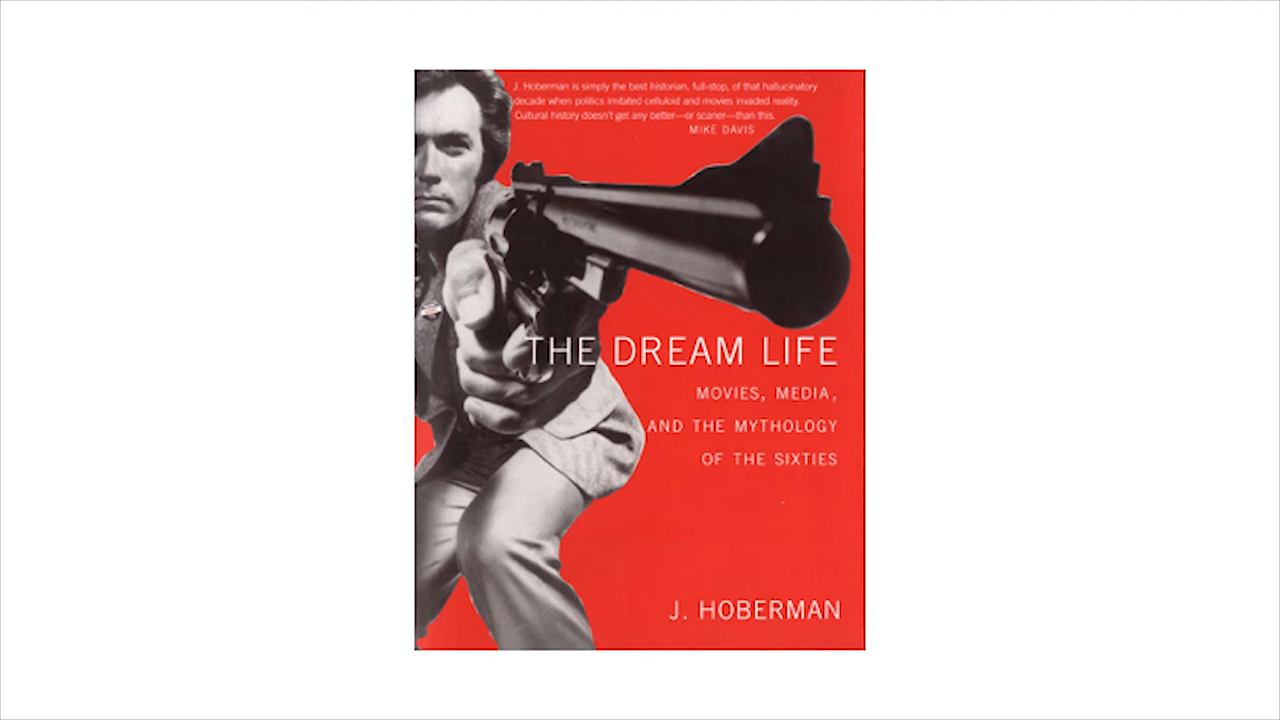 J. Hoberman is simply the best historian, full-stop, of that hallucinatory
decade when politics imitated celluloid and movies invaded reality.
Cultural history doesn't get any better—or scarier—than this.
MIKE DAVIS
THE DREAM LIFE
MOVIES, MEDIA,
AND THE MYTHOLOGY
OF THE SIXTIES
J. HOBERMAN